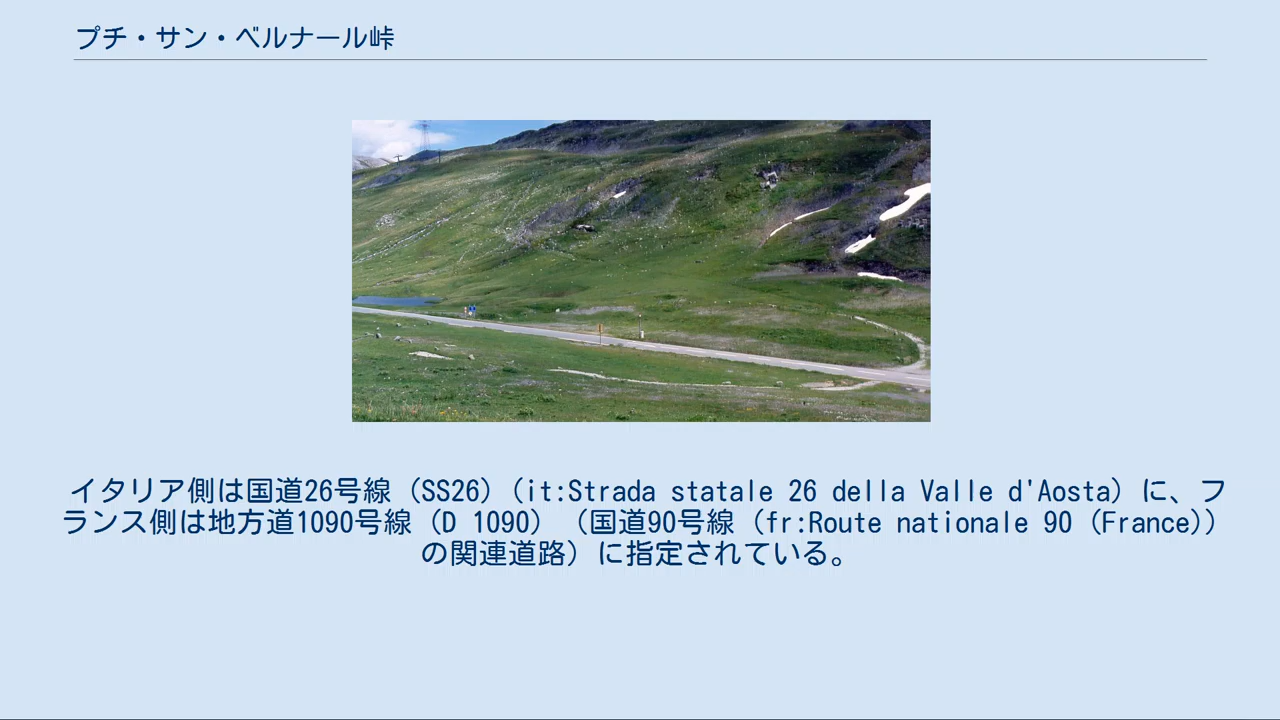 プチ・サン・ベルナール峠
イタリア側は国道26号線（SS26）（it:Strada statale 26 della Valle d'Aosta）に、フ
ランス側は地方道1090号線（D 1090）（国道90号線（fr:Route nationale 90 (France)）
の関連道路）に指定されている。